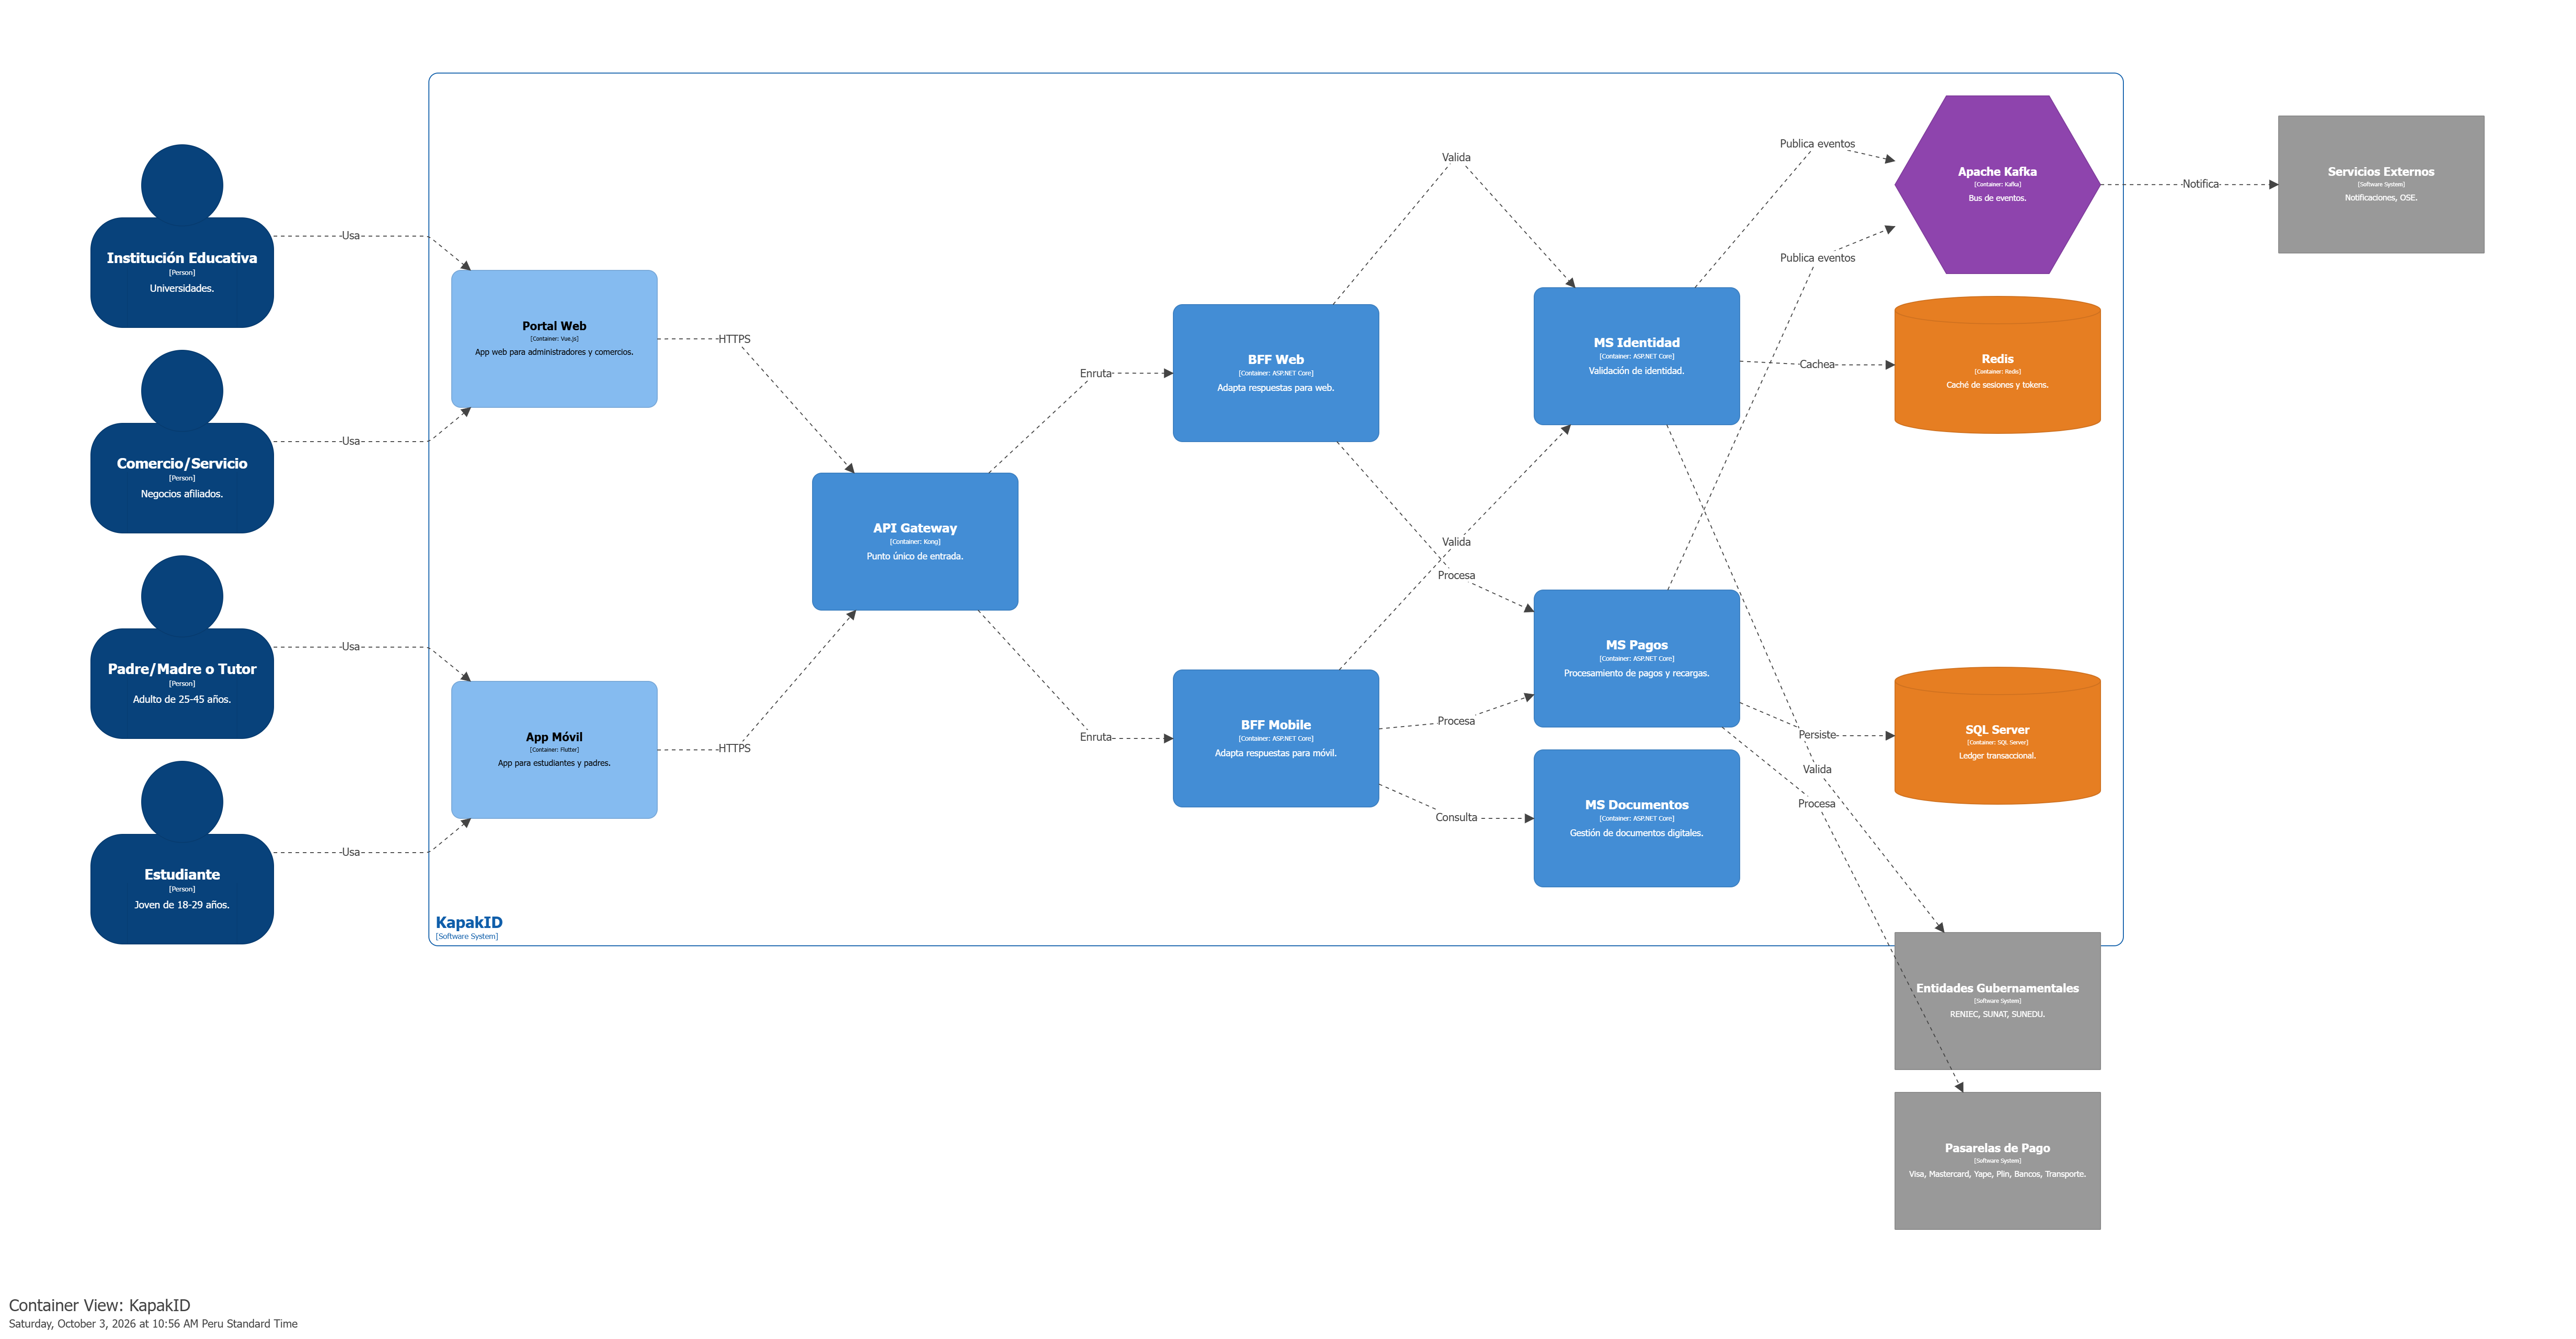 Institución Educativa
[Person]
Universidades.
Comercio/Servicio
[Person]
Negocios afiliados.
Padre/Madre o Tutor
[Person]
Adulto de 25-45 años.
Estudiante
[Person]
Joven de 18-29 años.
Usa
Usa
Usa
Usa
Portal Web
[Container: Vue.js]
App web para administradores y comercios.
App Móvil
[Container: Flutter]
App para estudiantes y padres.
KapakID
[Software System]
HTTPS
HTTPS
API Gateway
[Container: Kong]
Punto único de entrada.
Enruta
Enruta
BFF Web
[Container: ASP.NET Core]
Adapta respuestas para web.
BFF Mobile
[Container: ASP.NET Core]
Adapta respuestas para móvil.
Valida
Valida
Procesa
Procesa
Consulta
MS Identidad
[Container: ASP.NET Core]
Validación de identidad.
MS Pagos
[Container: ASP.NET Core]
Procesamiento de pagos y recargas.
MS Documentos
[Container: ASP.NET Core]
Gestión de documentos digitales.
Publica eventos
Publica eventos
Cachea
Persiste
Valida
Procesa
Apache Kafka
[Container: Kafka]
Bus de eventos.
Redis
[Container: Redis]
Caché de sesiones y tokens.
SQL Server
[Container: SQL Server]
Ledger transaccional.
Entidades Gubernamentales
[Software System]
RENIEC, SUNAT, SUNEDU.
Pasarelas de Pago
[Software System]
Visa, Mastercard, Yape, Plin, Bancos, Transporte.
Notifica
Servicios Externos
[Software System]
Notificaciones, OSE.
Container View: KapakID
Saturday, October 3, 2026 at 10:56 AM Peru Standard Time